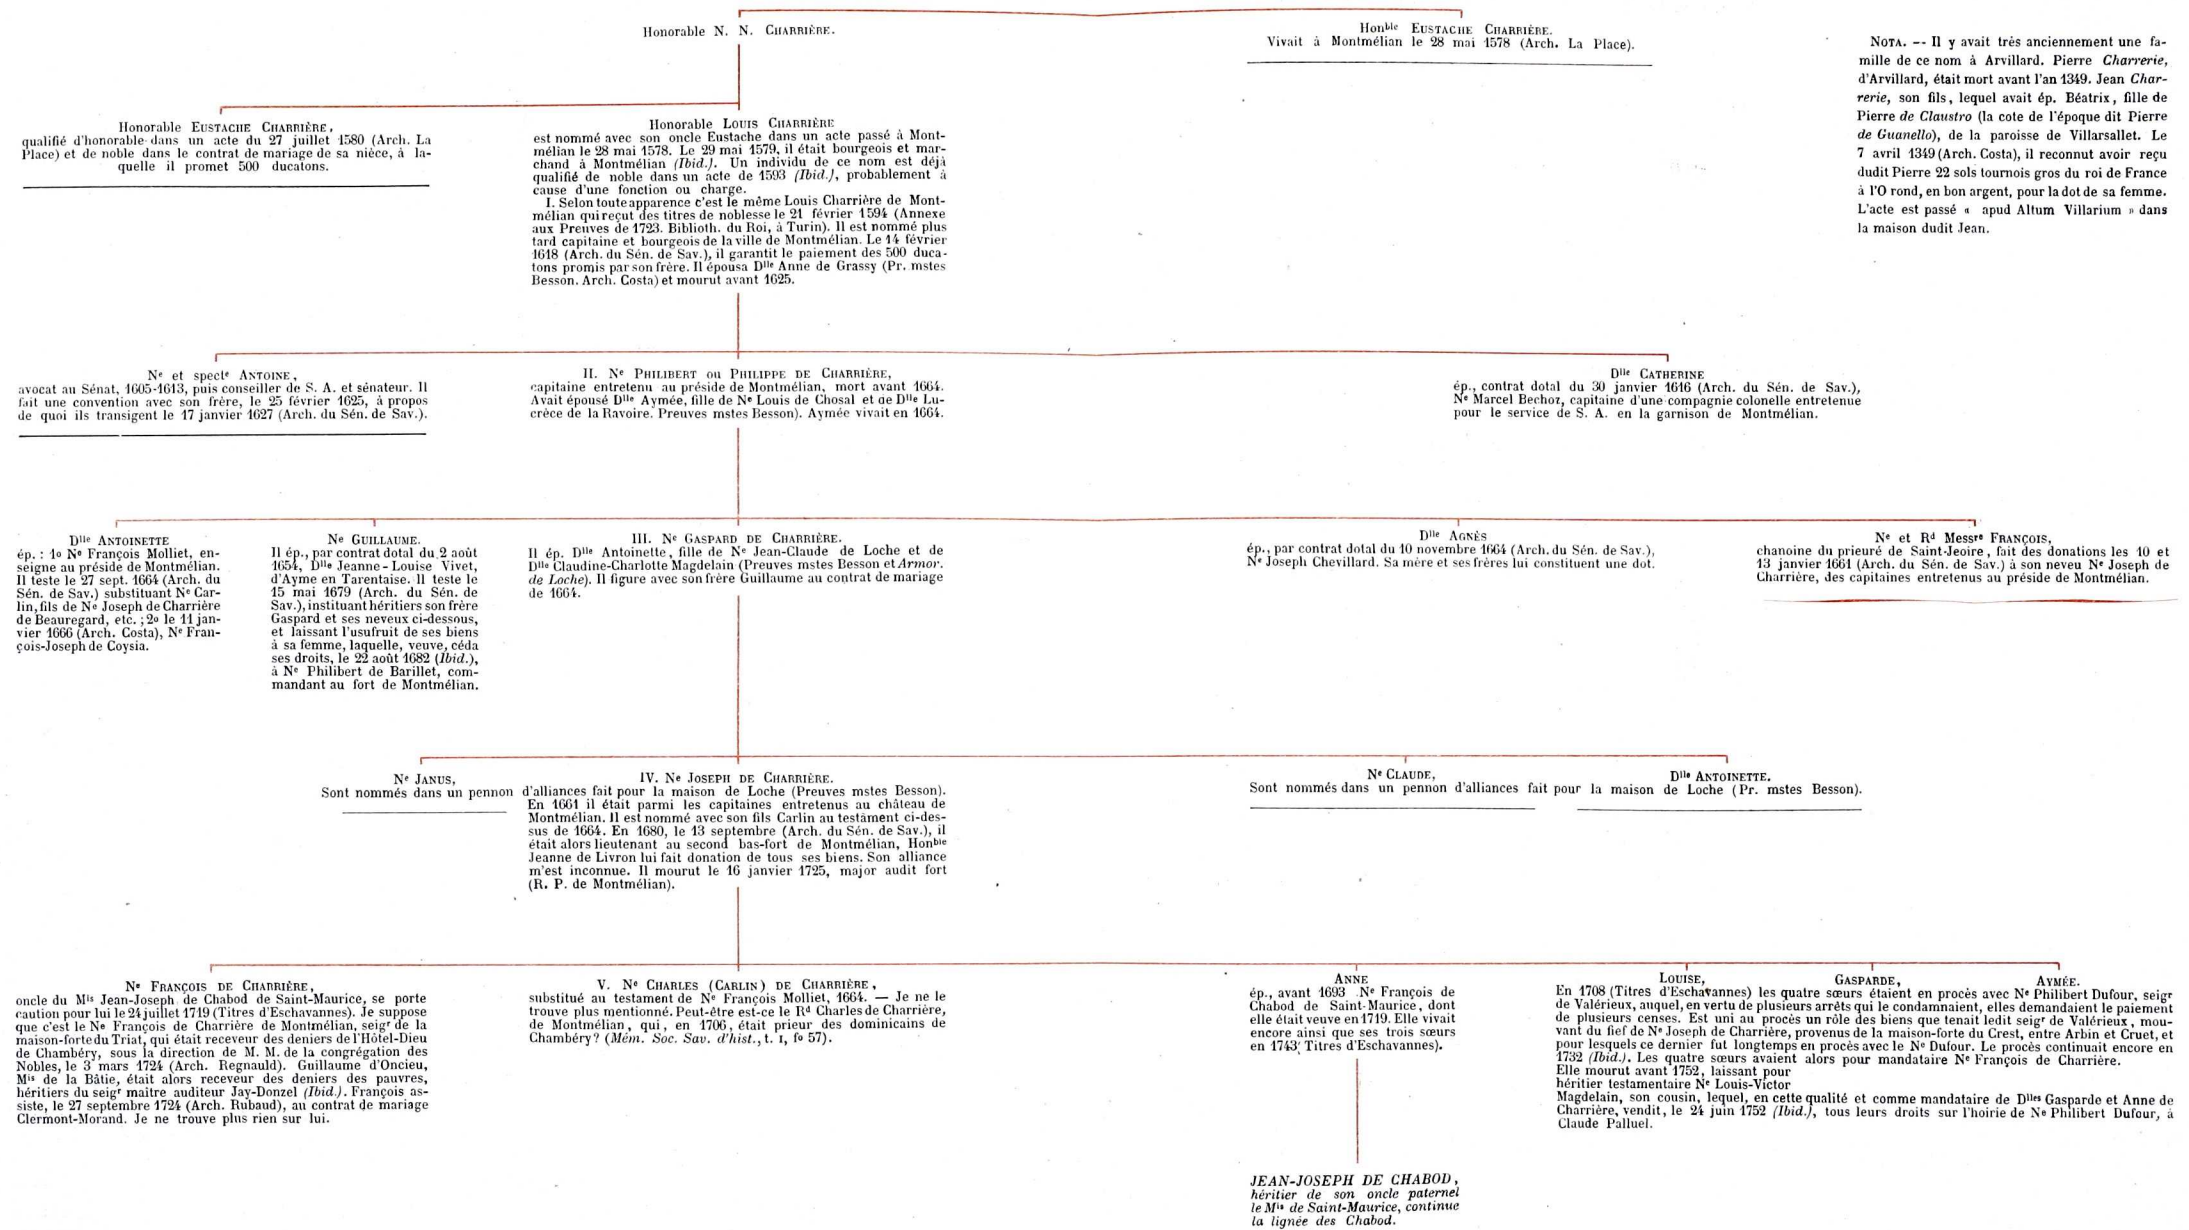 Honorable N. N. CHARRIÈRE.
Hon^ble EUSTACHE CHARRIÈRE.
Vivait à Montmélian le 28 mai 1578 (Arch. La Place).
NOTA. -- Il y avait très anciennement une fa-
mille de ce nom à Arvillard. Pierre Charrerie,
d'Arvillard, était mort avant l'an 1349. Jean Char-
rerie, son fils, lequel avait ép. Béatrix, fille de
Pierre de Claustro (la cote de l'époque dit Pierre
de Guanello), de la paroisse de Villarsallet. Le
7 avril 1349 (Arch. Costa), il reconnut avoir reçu
dudit Pierre 22 sols tournois gros du roi de France
à l'O rond, en bon argent, pour la dot de sa femme.
L'acte est passé « apud Altum Villarium » dans
la maison dudit Jean.
Honorable EUSTACHE CHARRIÈRE,
qualifié d'honorable dans un acte du 27 juillet 1580 (Arch. La
Place) et de noble dans le contrat de mariage de sa nièce, à la-
quelle il promet 500 ducatons.
Honorable LOUIS CHARRIÈRE
est nommé avec son oncle Eustache dans un acte passé à Mont-
mélian le 28 mai 1578. Le 29 mai 1579, il était bourgeois et mar-
chand à Montmélian (Ibid.). Un individu de ce nom est déjà
qualifié de noble dans un acte de 1593 (Ibid.), probablement à
cause d'une fonction ou charge.
I. Selon toute apparence c'est le même Louis Charrière de Mont-
mélian qui reçut des titres de noblesse le 21 février 1594 (Annexe
aux Preuves de 1723. Biblioth. du Roi, à Turin). Il est nommé plus
tard capitaine et bourgeois de la ville de Montmélian. Le 14 février
1618 (Arch. du Sén. de Sav.), il garantit le paiement des 500 duca-
tons promis par son frère. Il épousa D^lle Anne de Grassy (Pr. mstes
Besson. Arch. Costa) et mourut avant 1625.
N^e et spect^e ANTOINE,
avocat au Sénat, 1605-1613, puis conseiller de S. A. et sénateur. Il
fait une convention avec son frère, le 25 février 1625, à propos
de quoi ils transigent le 17 janvier 1627 (Arch. du Sén. de Sav.).
II. N^e PHILIBERT ou PHILIPPE DE CHARRIÈRE,
capitaine entretenu au préside de Montmélian, mort avant 1664.
Avait épousé D^lle Aymée, fille de N^e Louis de Chosal et de D^lle Lu-
crèce de la Ravoire. Preuves mstes Besson). Aymée vivait en 1664.
D^lle CATHERINE
ép., contrat dotal du 30 janvier 1616 (Arch. du Sén. de Sav.),
N^e Marcel Bechoz, capitaine d'une compagnie colonelle entretenue
pour le service de S. A. en la garnison de Montmélian.
D^lle ANTOINETTE
ép. : 1o N^e François Molliet, en-
seigne au préside de Montmélian.
Il teste le 27 sept. 1664 (Arch. du
Sén. de Sav.) substituant N^e Car-
lin, fils de N^e Joseph de Charrière
de Beauregard, etc. ; 2o le 11 jan-
vier 1666 (Arch. Costa), N^e Fran-
çois-Joseph de Coysia.
N^e GUILLAUME.
Il ép., par contrat dotal du 2 août
1654, D^lle Jeanne-Louise Vivet,
d'Ayme en Tarentaise. Il teste le
15 mai 1679 (Arch. du Sén. de
Sav.), instituant héritiers son frère
Gaspard et ses neveux ci-dessous,
et laissant l'usufruit de ses biens
à sa femme, laquelle, veuve, céda
ses droits, le 22 août 1682 (Ibid.),
à N^e Philibert de Barillet, com-
mandant au fort de Montmélian.
III. N^e GASPARD DE CHARRIÈRE.
Il ép. D^lle Antoinette, fille de N^e Jean-Claude de Loche et de
D^lle Claudine-Charlotte Magdelain (Preuves mstes Besson et Armor.
de Loche). Il figure avec son frère Guillaume au contrat de mariage
de 1664.
D^lle AGNÈS
ép., par contrat dotal du 10 novembre 1664 (Arch. du Sén. de Sav.),
N^e Joseph Chevillard. Sa mère et ses frères lui constituent une dot.
N^e et R^d Mess^re FRANÇOIS,
chanoine du prieuré de Saint-Jeoire, fait des donations les 10 et
13 janvier 1661 (Arch. du Sén. de Sav.) à son neveu N^e Joseph de
Charrière, des capitaines entretenus au préside de Montmélian.
N^e JANUS,
Sont nommés dans un pennon d'alliances fait pour la maison de Loche (Preuves mstes Besson).
IV. N^e JOSEPH DE CHARRIÈRE.
En 1661 il était parmi les capitaines entretenus au château de
Montmélian. Il est nommé avec son fils Carlin au testament ci-des-
sus de 1664. En 1680, le 13 septembre (Arch. du Sén. de Sav.), il
était alors lieutenant au second bas-fort de Montmélian, Hon^ble
Jeanne de Livron lui fait donation de tous ses biens. Son alliance
m'est inconnue. Il mourut le 16 janvier 1725, major audit fort
(R. P. de Montmélian).
N^e CLAUDE,
D^lle ANTOINETTE.
Sont nommés dans un pennon d'alliances fait pour la maison de Loche (Pr. mstes Besson).
N^e FRANÇOIS DE CHARRIÈRE,
oncle du M^is Jean-Joseph de Chabod de Saint-Maurice, se porte
caution pour lui le 24 juillet 1719 (Titres d'Eschavannes). Je suppose
que c'est le N^e François de Charrière de Montmélian, seig^r de la
maison-forte du Triat, qui était receveur des deniers de l'Hôtel-Dieu
de Chambéry, sous la direction de M. M. de la congrégation des
Nobles, le 3 mars 1724 (Arch. Regnauld). Guillaume d'Oncieu,
M^is de la Bâtie, était alors receveur des deniers des pauvres,
héritiers du seig^r maître auditeur Jay-Donzel (Ibid.). François as-
siste, le 27 septembre 1724 (Arch. Rubaud), au contrat de mariage
Clermont-Morand. Je ne trouve plus rien sur lui.
V. N^e CHARLES (CARLIN) DE CHARRIÈRE,
substitué au testament de N^e François Molliet, 1664. — Je ne le
trouve plus mentionné. Peut-être est-ce le R^d Charles de Charrière,
de Montmélian, qui, en 1706, était prieur des dominicains de
Chambéry? (Mém. Soc. Sav. d'hist., t. I, fo 57).
ANNE
ép., avant 1693 N^e François de
Chabod de Saint-Maurice, dont
elle était veuve en 1719. Elle vivait
encore ainsi que ses trois sœurs
en 1743 Titres d'Eschavannes).
LOUISE,
GASPARDE,
AYMÉE.
En 1708 (Titres d'Eschavannes) les quatre sœurs étaient en procès avec N^e Philibert Dufour, seig^r
de Valérieux, auquel, en vertu de plusieurs arrêts qui le condamnaient, elles demandaient le paiement
de plusieurs censes. Est uni au procès un rôle des biens que tenait ledit seig^r de Valérieux, mou-
vant du fief de N^e Joseph de Charrière, provenus de la maison-forte du Crest, entre Arbin et Cruet, et
pour lesquels ce dernier fut longtemps en procès avec le N^e Dufour. Le procès continuait encore en
1732 (Ibid.). Les quatre sœurs avaient alors pour mandataire N^e François de Charrière.
Elle mourut avant 1752, laissant pour
héritier testamentaire N^e Louis-Victor
Magdelain, son cousin, lequel, en cette qualité et comme mandataire de D^lles Gasparde et Anne de
Charrière, vendit, le 24 juin 1752 (Ibid.), tous leurs droits sur l'hoirie de N^e Philibert Dufour, à
Claude Palluel.
JEAN-JOSEPH DE CHABOD,
héritier de son oncle paternel
le M^is de Saint-Maurice, continue
la lignée des Chabod.